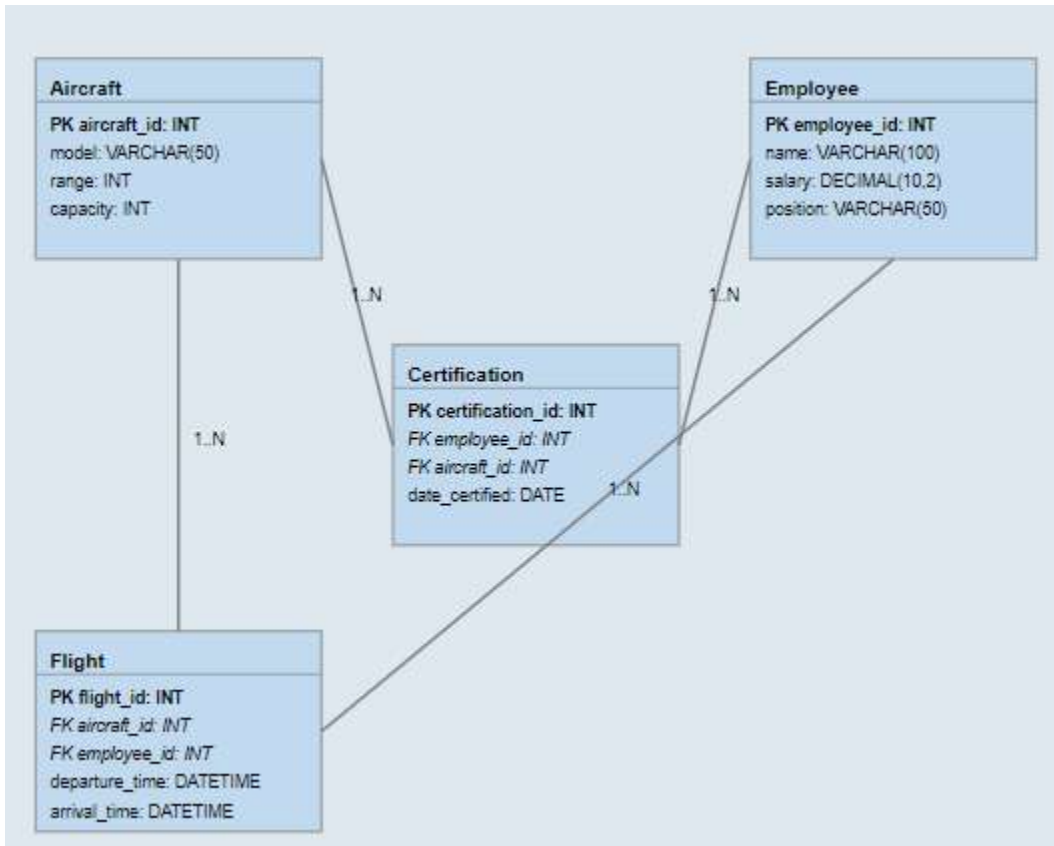 Aircraft
PK aircraft_id: INT
model: VARCHAR(50)
range: INT
capacity: INT
Employee
PK employee_id: INT
name: VARCHAR(100)
salary: DECIMAL(10,2)
position: VARCHAR(50)
1..N
1..N
Certification
PK certification_id: INT
FK employee_id: INT
FK aircraft_id: INT
date_certified: DATE
1..N
1..N
Flight
PK flight_id: INT
FK aircraft_id: INT
FK employee_id: INT
departure_time: DATETIME
arrival_time: DATETIME